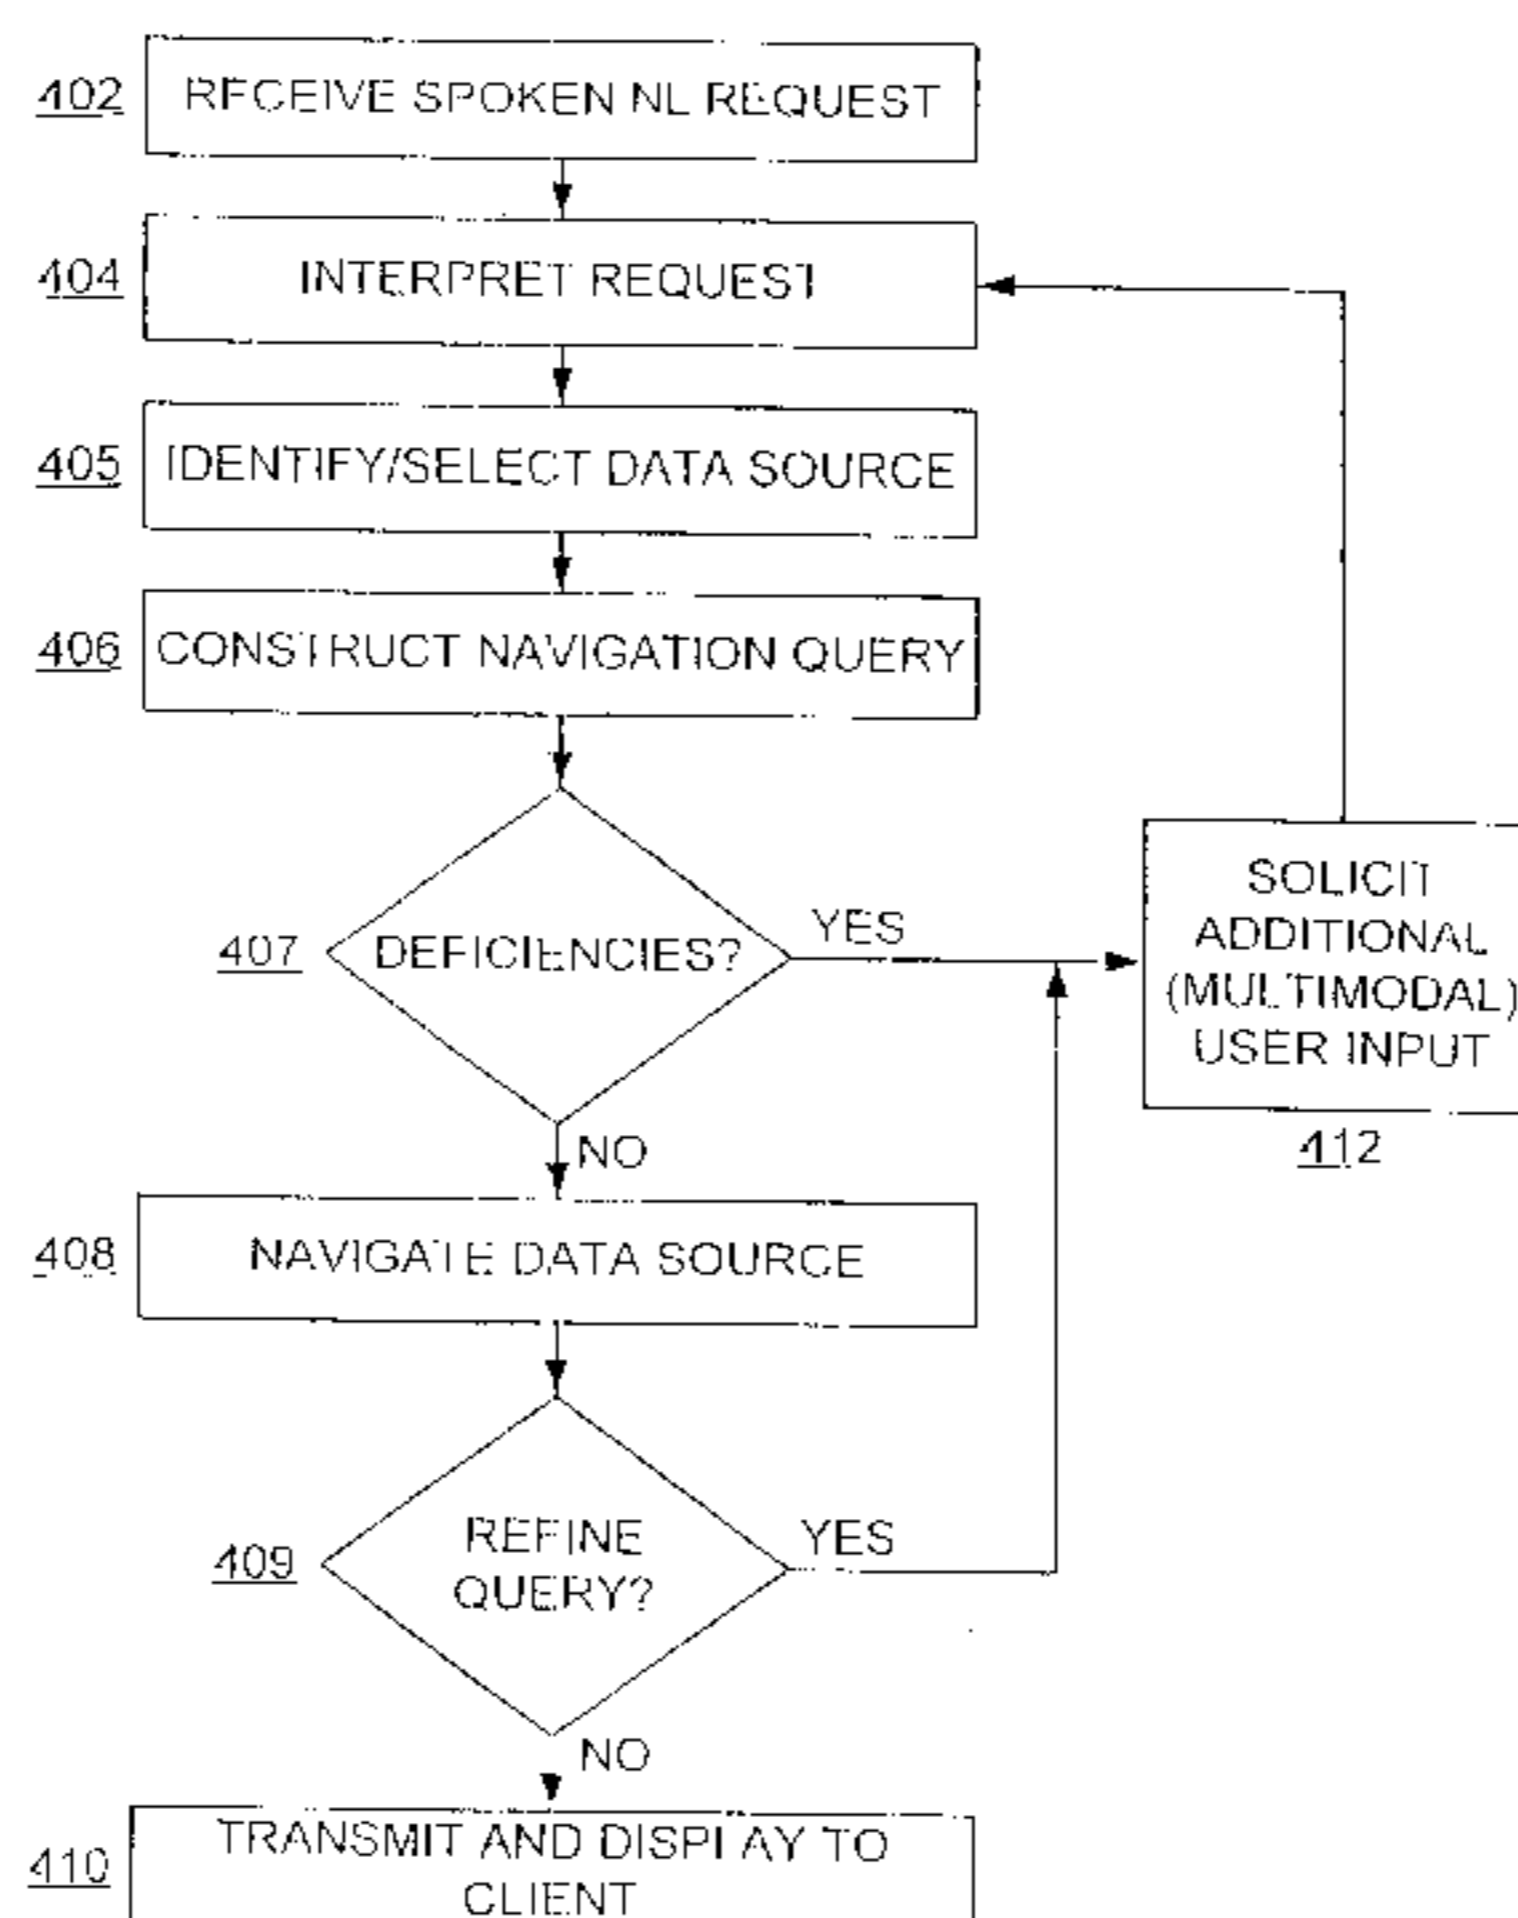 402 RECEIVE SPOKEN NL REQUEST
404 INTERPRET REQUEST
405 IDENTIFY/SELECT DATA SOURCE
406 CONSTRUCT NAVIGATION QUERY
407 DEFICIENCIES? YES
SOLICIT
ADDITIONAL
(MULTIMODAL)
USER INPUT
412
NO
408 NAVIGATE DATA SOURCE
409 REFINE
QUERY?
YES
NO
410 TRANSMIT AND DISPLAY TO
CLIENT